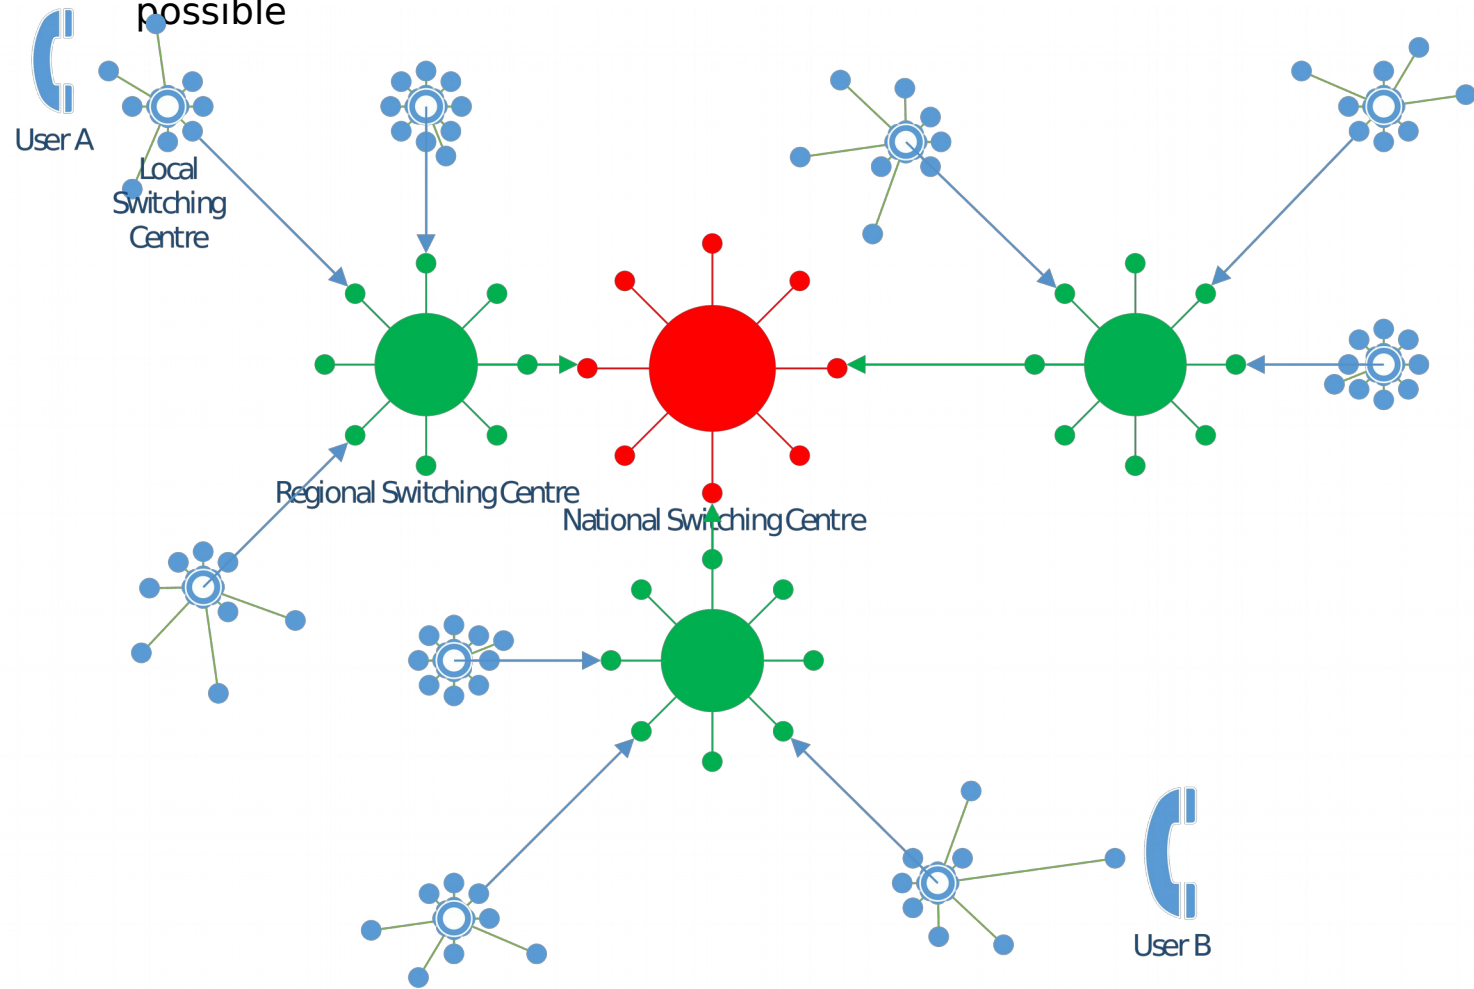 possible
User A
Local
Switching
Centre
Regional Switching Centre
National Switching Centre
User B